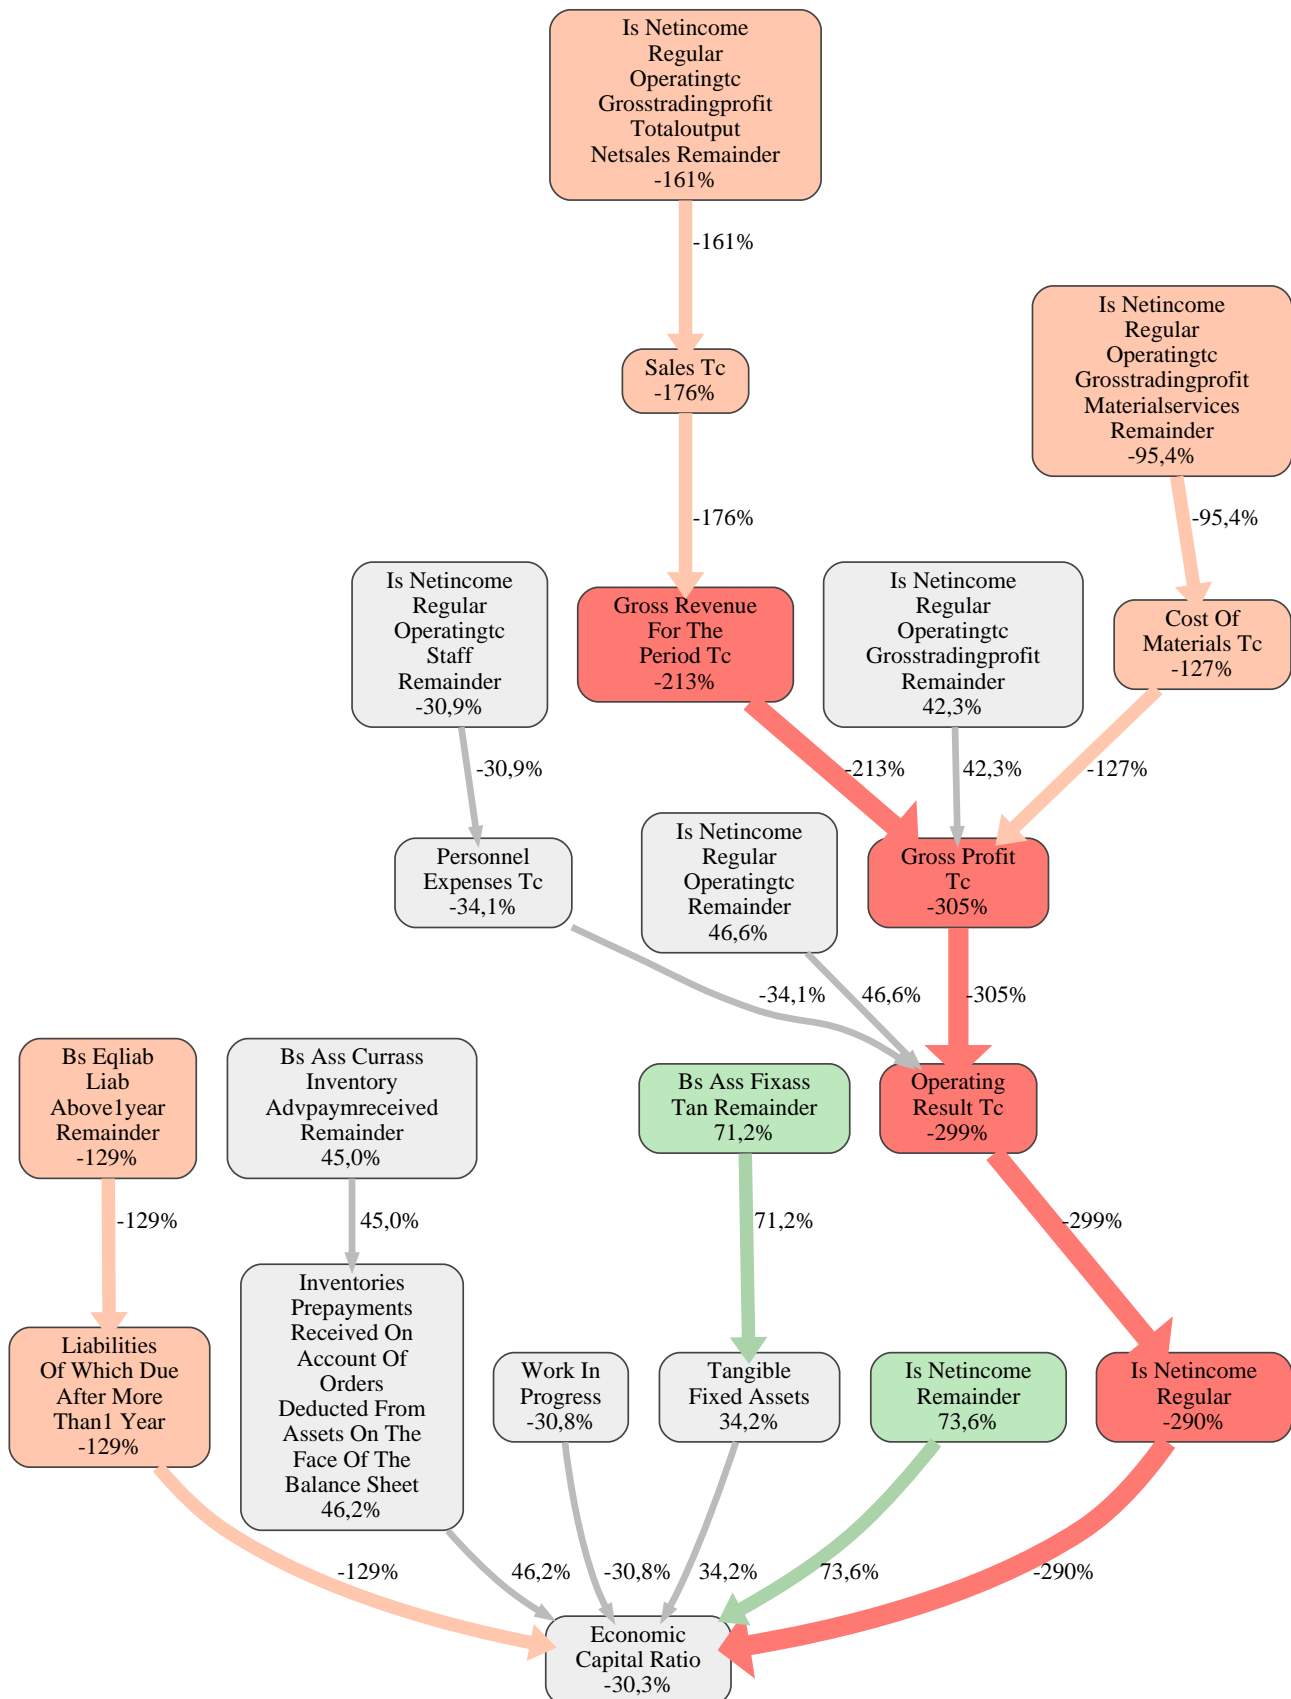 Is Netincome
Regular
Operatingtc
Grosstradingprofit
Totaloutput
Netsales Remainder
-161%
-161%
Is Netincome
Regular
Operatingtc
Grosstradingprofit
Materialservices
Remainder
-95,4%
Sales Tc
-176%
-95,4%
-176%
Is Netincome
Regular
Operatingtc
Staff
Remainder
-30,9%
Gross Revenue
For The
Period Tc
-213%
Is Netincome
Regular
Operatingtc
Grosstradingprofit
Remainder
42,3%
Cost Of
Materials Tc
-127%
-30,9%
-213%
42,3%
-127%
Personnel
Expenses Tc
-34,1%
Is Netincome
Regular
Operatingtc
Remainder
46,6%
Gross Profit
Tc
-305%
-34,1%
46,6%
-305%
Bs Eqliab
Liab
Above1year
Remainder
-129%
Bs Ass Currass
Inventory
Advpaymreceived
Remainder
45,0%
Bs Ass Fixass
Tan Remainder
71,2%
Operating
Result Tc
-299%
-129%
45,0%
71,2%
-299%
Liabilities
Of Which Due
After More
Than1 Year
-129%
Inventories
Prepayments
Received On
Account Of
Orders
Deducted From
Assets On The
Face Of The
Balance Sheet
46,2%
Work In
Progress
-30,8%
Tangible
Fixed Assets
34,2%
Is Netincome
Remainder
73,6%
Is Netincome
Regular
-290%
-129%
46,2%
-30,8%
34,2%
73,6%
-290%
Economic
Capital Ratio
-30,3%